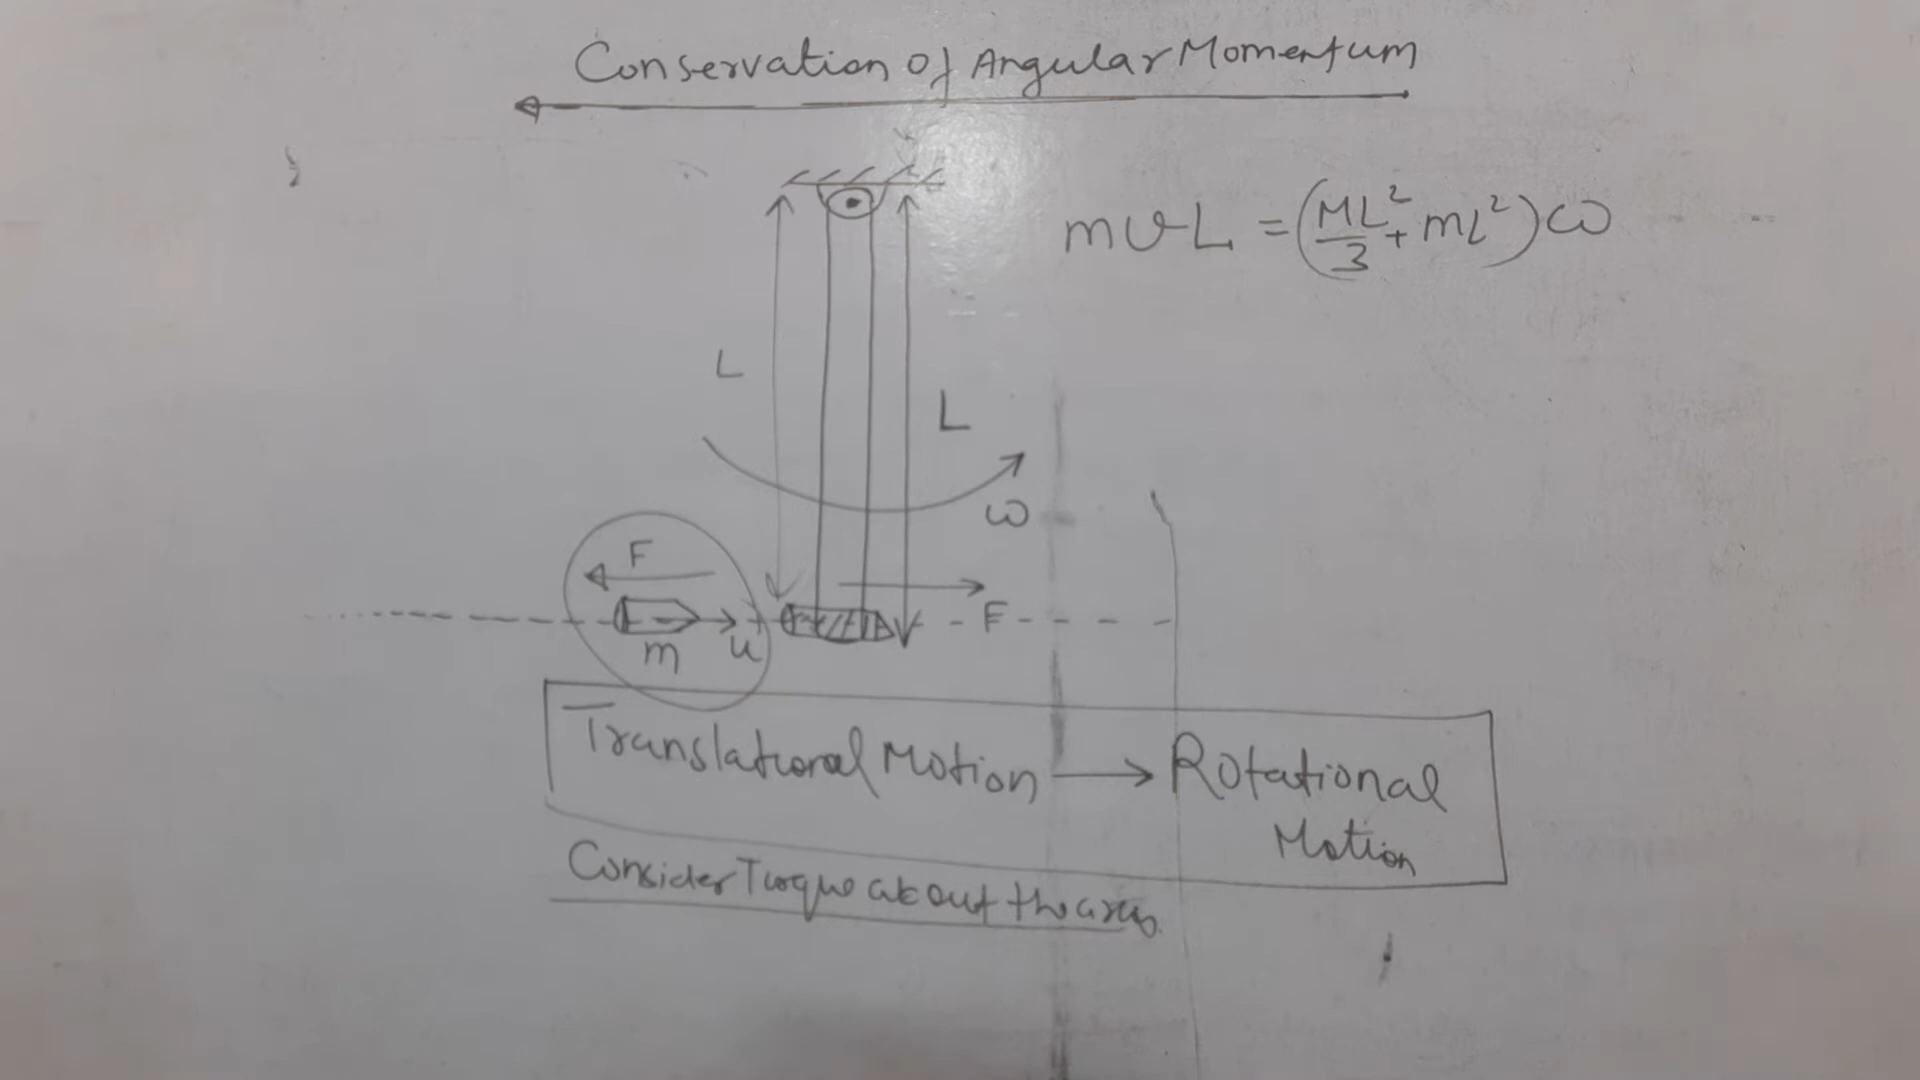 Conservation of Angular Momentum
mvL = (ML²/3 + mL²)ω
L
L
ω
F
F
m
u
Translational Motion → Rotational
Motion
Consider Torque about the axis.